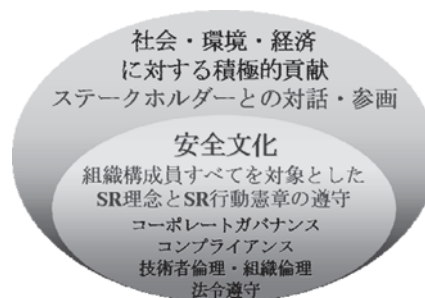 社会・環境・経済
に対する積極的貢献
ステークホルダーとの対話・参画
安全文化
組織構成員すべてを対象とした
SR理念とSR行動憲章の遵守
コーポレートガバナンス
コンプライアンス
技術者倫理・組織倫理
法令遵守